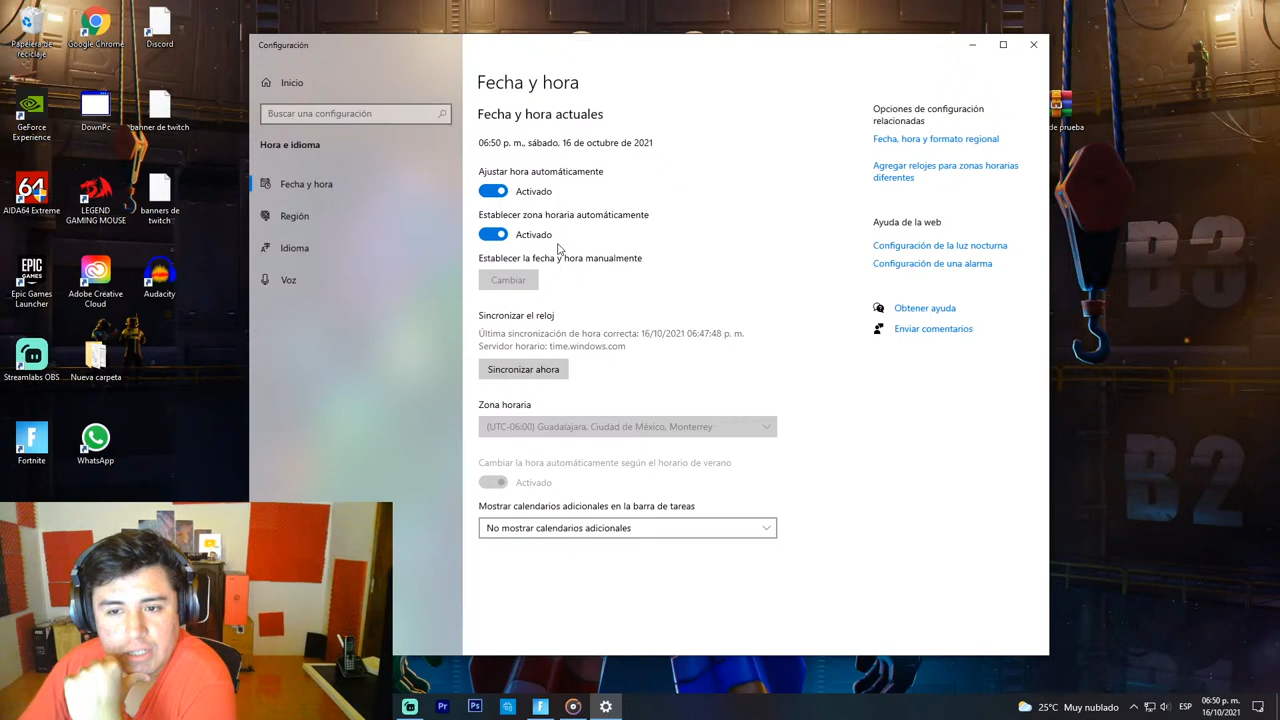 Papelera de
reciclaje
Google Chrome
Discord
GeForce
Experience
DownPc
banner de twitch
AIDA64 Extreme
LEGEND
GAMING MOUSE
banners de
twitch
Epic Games
Launcher
Adobe Creative
Cloud
Audacity
Streamlabs OBS
Nueva carpeta
Fortnite
WhatsApp
Configuración
Inicio
Buscar una configuración
Hora e idioma
Fecha y hora
Región
Idioma
Voz
Fecha y hora
Fecha y hora actuales
06:50 p. m., sábado, 16 de octubre de 2021
Ajustar hora automáticamente
Activado
Establecer zona horaria automáticamente
Activado
Establecer la fecha y hora manualmente
Cambiar
Sincronizar el reloj
Última sincronización de hora correcta: 16/10/2021 06:47:48 p. m.
Servidor horario: time.windows.com
Sincronizar ahora
Zona horaria
(UTC-06:00) Guadalajara, Ciudad de México, Monterrey
Cambiar la hora automáticamente según el horario de verano
Activado
Mostrar calendarios adicionales en la barra de tareas
No mostrar calendarios adicionales
Opciones de configuración
relacionadas
Fecha, hora y formato regional
Agregar relojes para zonas horarias
diferentes
Ayuda de la web
Configuración de la luz nocturna
Configuración de una alarma
Obtener ayuda
Enviar comentarios
de prueba
B2
B2
Pr
Ps
25°C Muy nublado
ESP
06:50 p. m.
16/10/2021